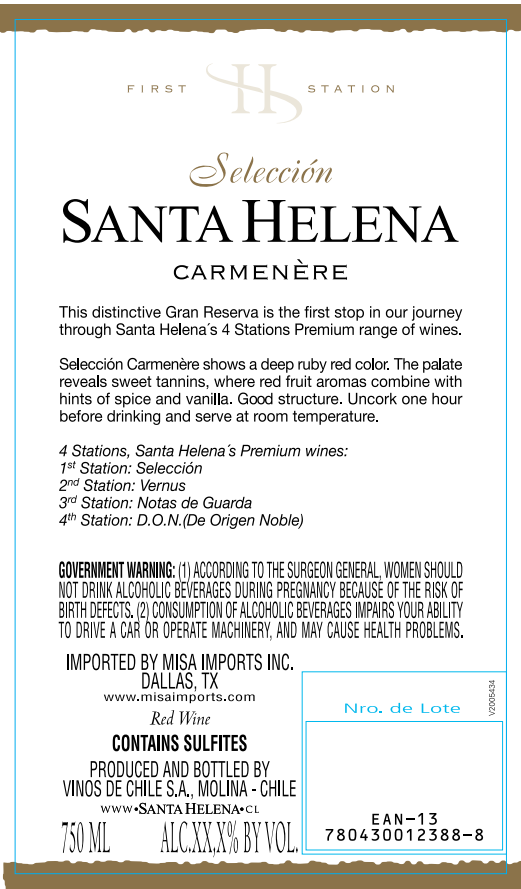 FIRST H STATION
Selección
SANTA HELENA
CARMENÈRE
This distinctive Gran Reserva is the first stop in our journey
through Santa Helena´s 4 Stations Premium range of wines.
Selección Carmenère shows a deep ruby red color. The palate
reveals sweet tannins, where red fruit aromas combine with
hints of spice and vanilla. Good structure. Uncork one hour
before drinking and serve at room temperature.
4 Stations, Santa Helena´s Premium wines:
1st Station: Selección
2nd Station: Vernus
3rd Station: Notas de Guarda
4th Station: D.O.N.(De Origen Noble)
GOVERNMENT WARNING: (1) ACCORDING TO THE SURGEON GENERAL, WOMEN SHOULD
NOT DRINK ALCOHOLIC BEVERAGES DURING PREGNANCY BECAUSE OF THE RISK OF
BIRTH DEFECTS. (2) CONSUMPTION OF ALCOHOLIC BEVERAGES IMPAIRS YOUR ABILITY
TO DRIVE A CAR OR OPERATE MACHINERY, AND MAY CAUSE HEALTH PROBLEMS.
IMPORTED BY MISA IMPORTS INC.
DALLAS, TX
www.misaimports.com
Red Wine
CONTAINS SULFITES
PRODUCED AND BOTTLED BY
VINOS DE CHILE S.A., MOLINA - CHILE
WWW•SANTA HELENA•CL
750 ML ALC.XX,X% BY VOL.
Nro. de Lote
V2005434
EAN-13
780430012388-8